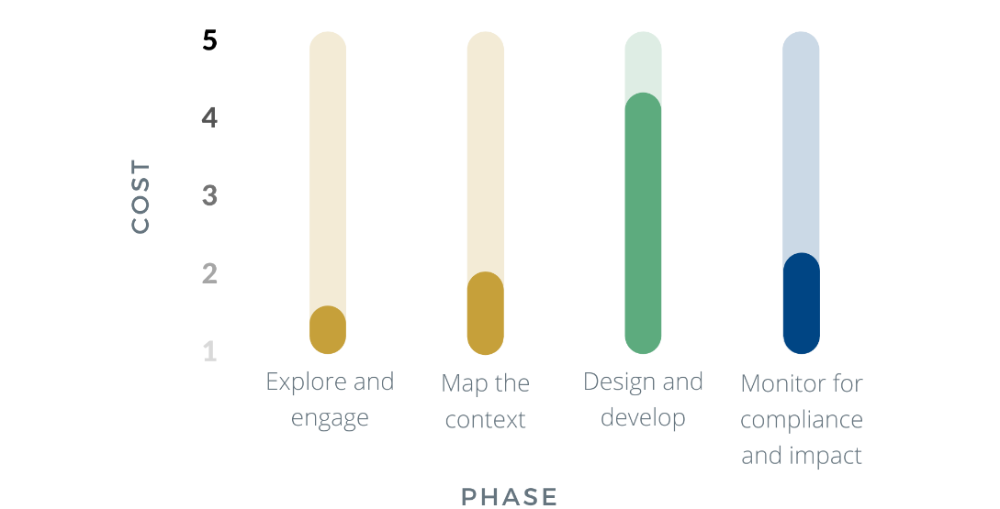 5
4
3
2
1
COST
Explore and
engage
Map the
context
Design and
develop
Monitor for
compliance
and impact
PHASE